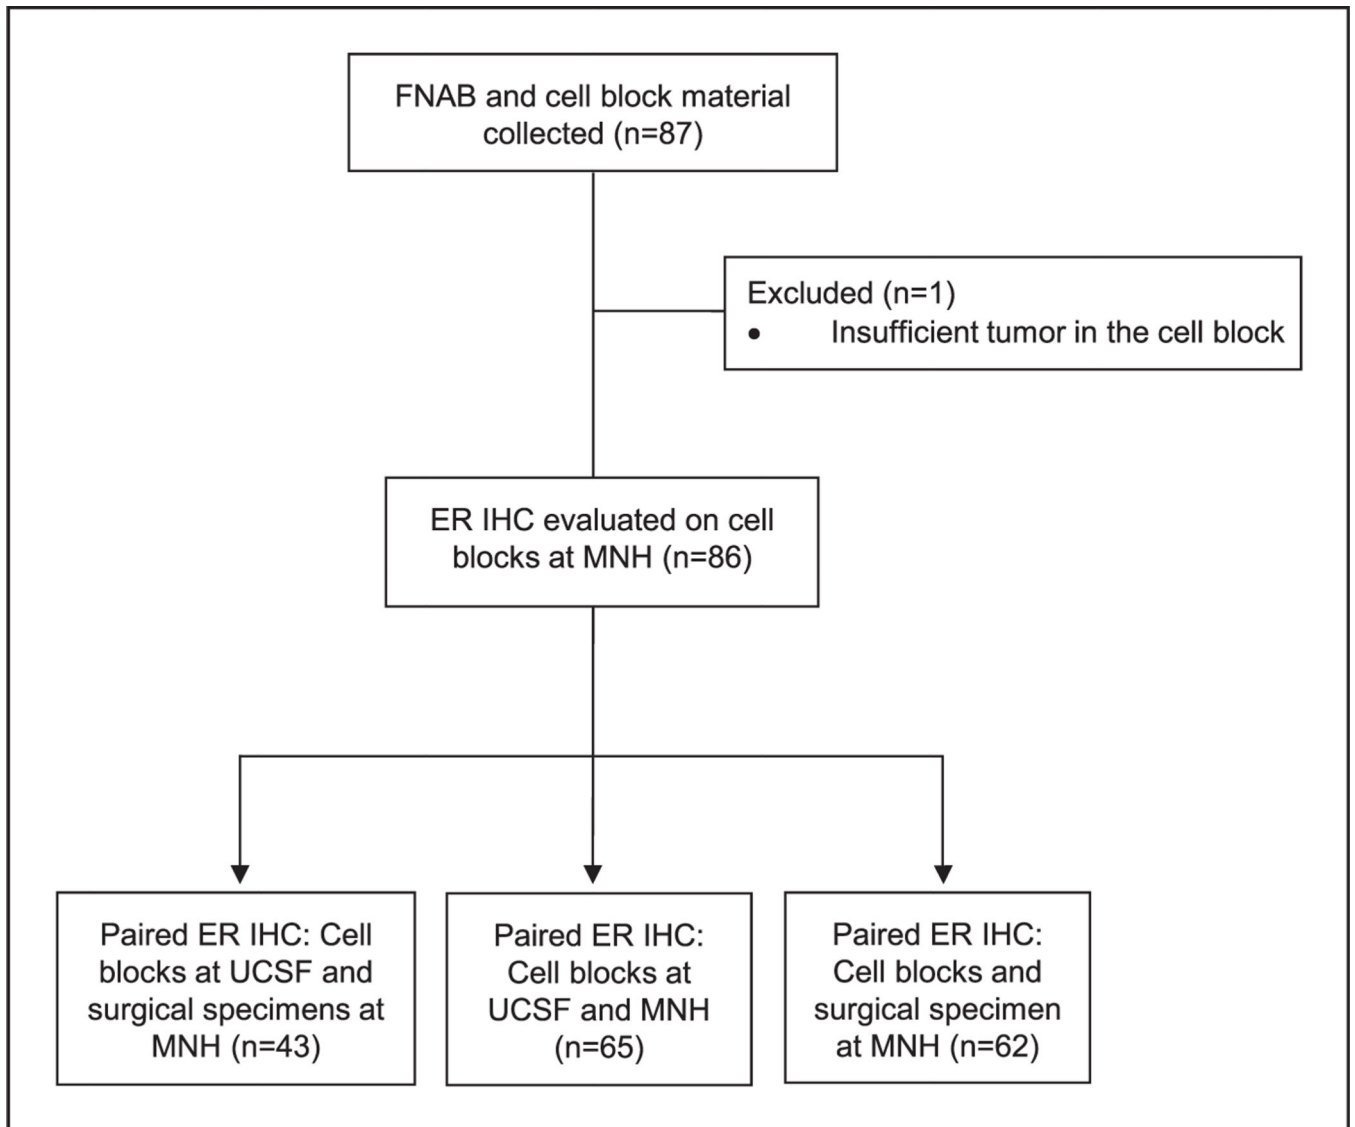 FNAB and cell block material
collected (n=87)
Excluded (n=1)
• Insufficient tumor in the cell block
ER IHC evaluated on cell
blocks at MNH (n=86)
Paired ER IHC: Cell
blocks at UCSF and
surgical specimens at
MNH (n=43)
Paired ER IHC:
Cell blocks at
UCSF and MNH
(n=65)
Paired ER IHC:
Cell blocks and
surgical specimen
at MNH (n=62)